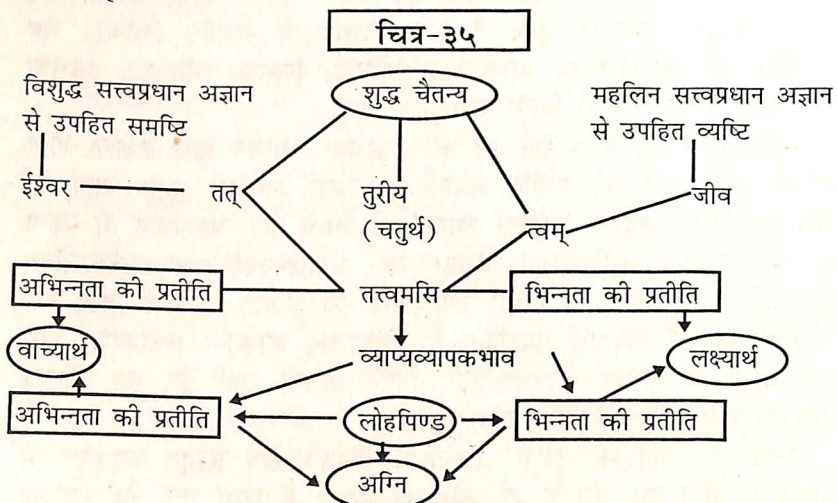 चित्र-३५
विशुद्ध सत्त्वप्रधान अज्ञान
से उपहित समष्टि
शुद्ध चैतन्य
महलिन सत्त्वप्रधान अज्ञान
से उपहित व्यष्टि
ईश्वर
तत्
तुरीय
(चतुर्थ)
त्वम्
जीव
अभिन्नता की प्रतीति
तत्त्वमसि
भिन्नता की प्रतीति
वाच्यार्थ
व्याप्यव्यापकभाव
लक्ष्यार्थ
अभिन्नता की प्रतीति
लोहपिण्ड
भिन्नता की प्रतीति
अग्नि